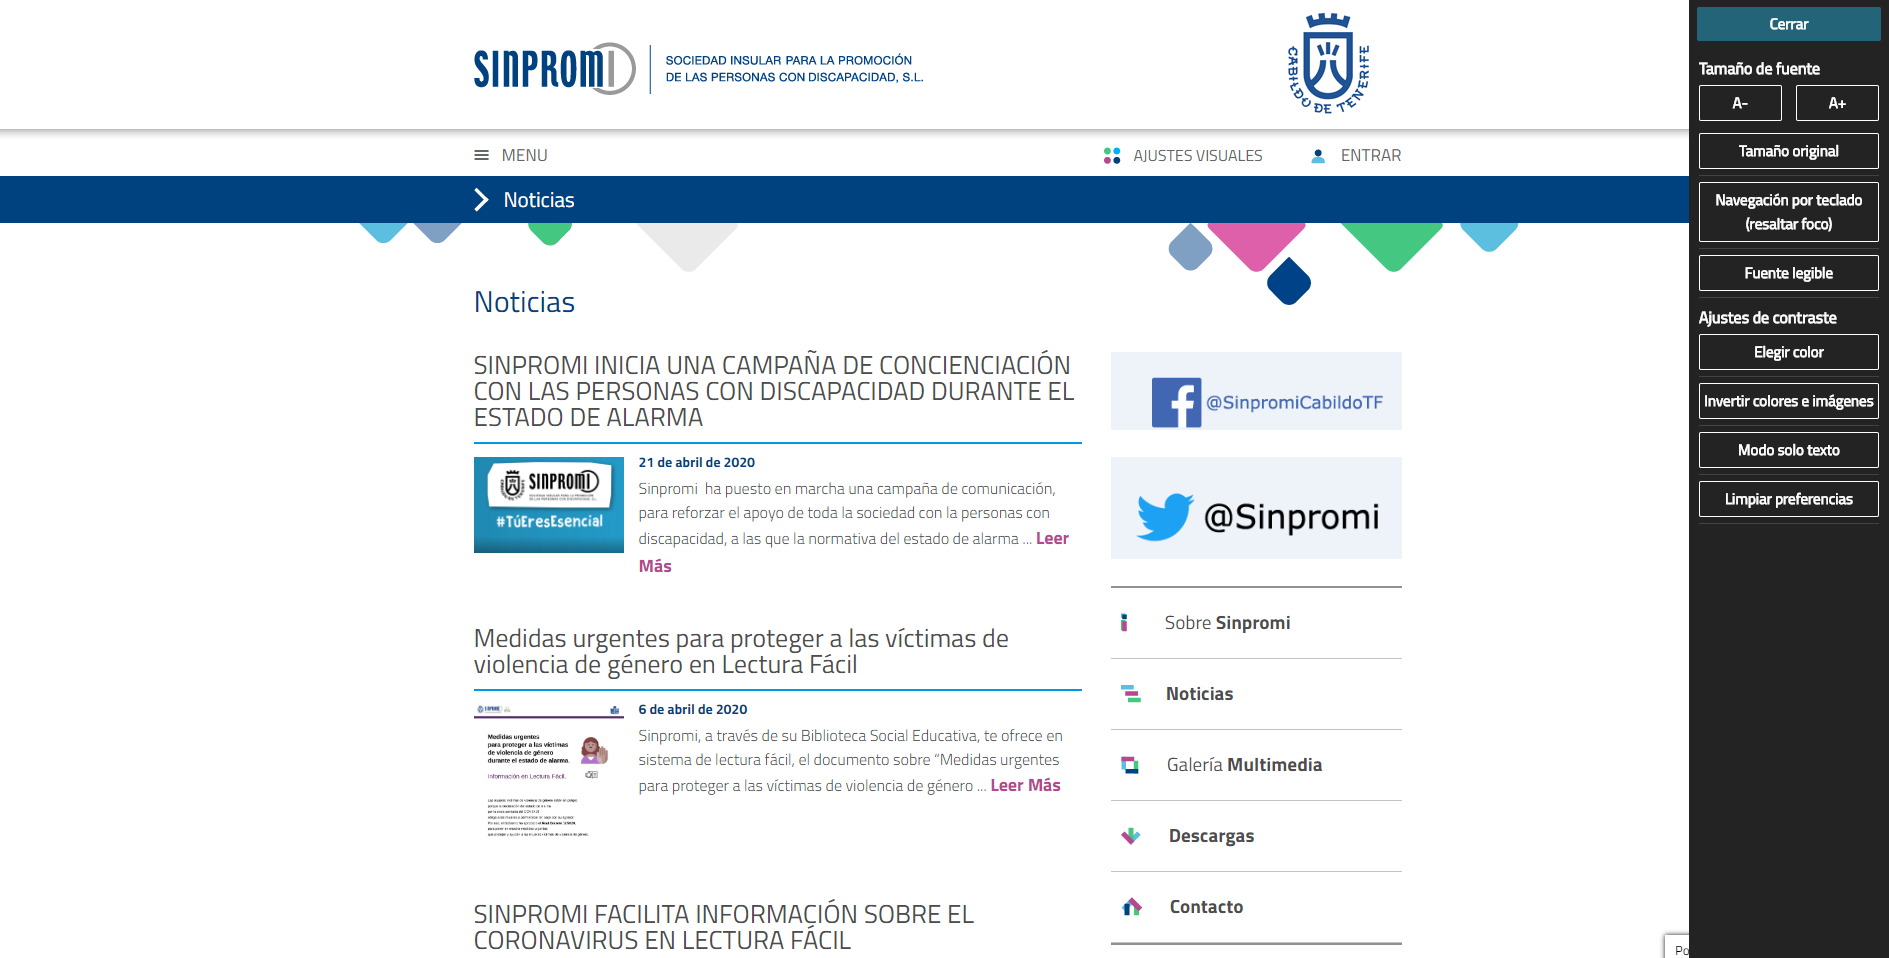 SINPROMI
SOCIEDAD INSULAR PARA LA PROMOCIÓN
DE LAS PERSONAS CON DISCAPACIDAD, S.L.
CABILDO DE TENERIFE
MENU
AJUSTES VISUALES
ENTRAR
Noticias
Noticias
SINPROMI INICIA UNA CAMPAÑA DE CONCIENCIACIÓN
CON LAS PERSONAS CON DISCAPACIDAD DURANTE EL
ESTADO DE ALARMA
SINPROMI
#TúEresEsencial
21 de abril de 2020
Sinpromi ha puesto en marcha una campaña de comunicación,
para reforzar el apoyo de toda la sociedad con la personas con
discapacidad, a las que la normativa del estado de alarma ... Leer
Más
Medidas urgentes para proteger a las víctimas de
violencia de género en Lectura Fácil
Medidas urgentes
para proteger a las víctimas
de violencia de género
durante el estado de alarma.
Información en Lectura Fácil.
6 de abril de 2020
Sinpromi, a través de su Biblioteca Social Educativa, te ofrece en
sistema de lectura fácil, el documento sobre “Medidas urgentes
para proteger a las víctimas de violencia de género ... Leer Más
SINPROMI FACILITA INFORMACIÓN SOBRE EL
CORONAVIRUS EN LECTURA FÁCIL
@SinpromiCabildoTF
@Sinpromi
Sobre Sinpromi
Noticias
Galería Multimedia
Descargas
Contacto
Cerrar
Tamaño de fuente
A-
A+
Tamaño original
Navegación por teclado
(resaltar foco)
Fuente legible
Ajustes de contraste
Elegir color
Invertir colores e imágenes
Modo solo texto
Limpiar preferencias
Po